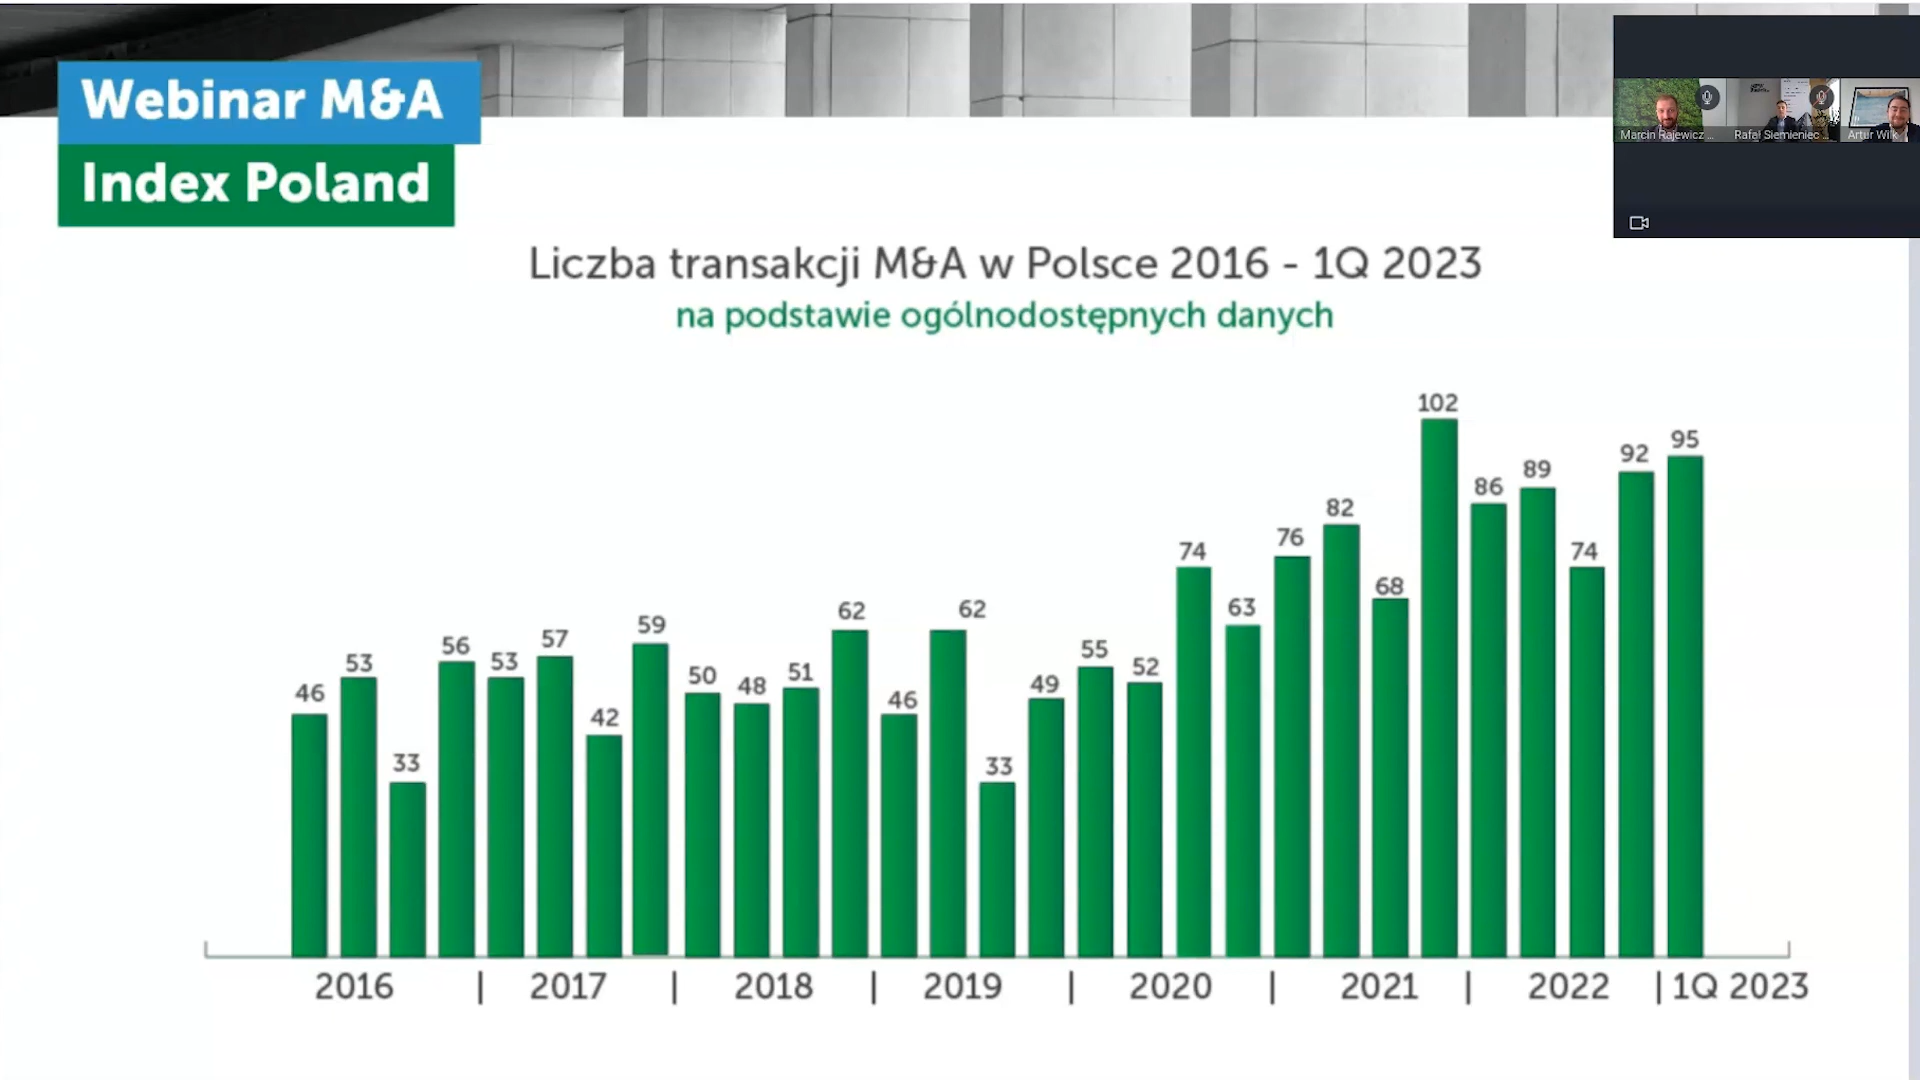 Webinar M&A
Index Poland
Marcin Rajewicz ...
Rafał Siemieniec ...
Artur Wilk
Liczba transakcji M&A w Polsce 2016 - 1Q 2023
na podstawie ogólnodostępnych danych
46 53 33 56 53 57 42 59 50 48 51 62 46 62 33 49 55 52 74 63 76 82 68 102 86 89 74 92 95
2016 | 2017 | 2018 | 2019 | 2020 | 2021 | 2022 | 1Q 2023